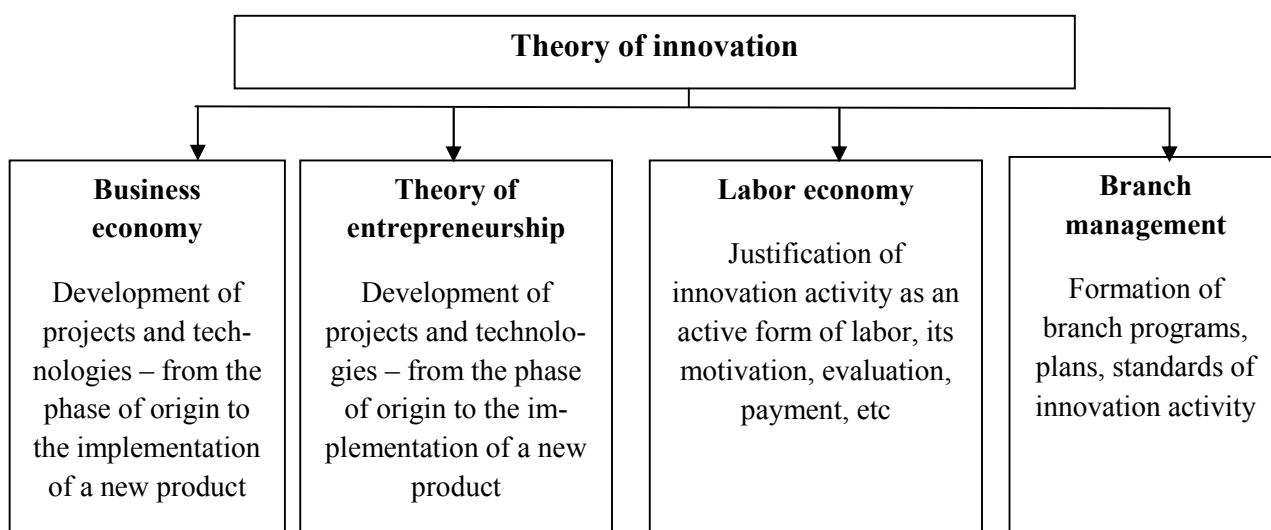 Theory of innovation
Business
economy
Development of
projects and tech-
nologies – from the
phase of origin to
the implementation
of a new product
Theory of
entrepreneurship
Development of
projects and technolo-
gies – from the phase
of origin to the im-
plementation of a new
product
Labor economy
Justification of
innovation activity as an
active form of labor, its
motivation, evaluation,
payment, etc
Branch
management
Formation of
branch programs,
plans, standards of
innovation activity